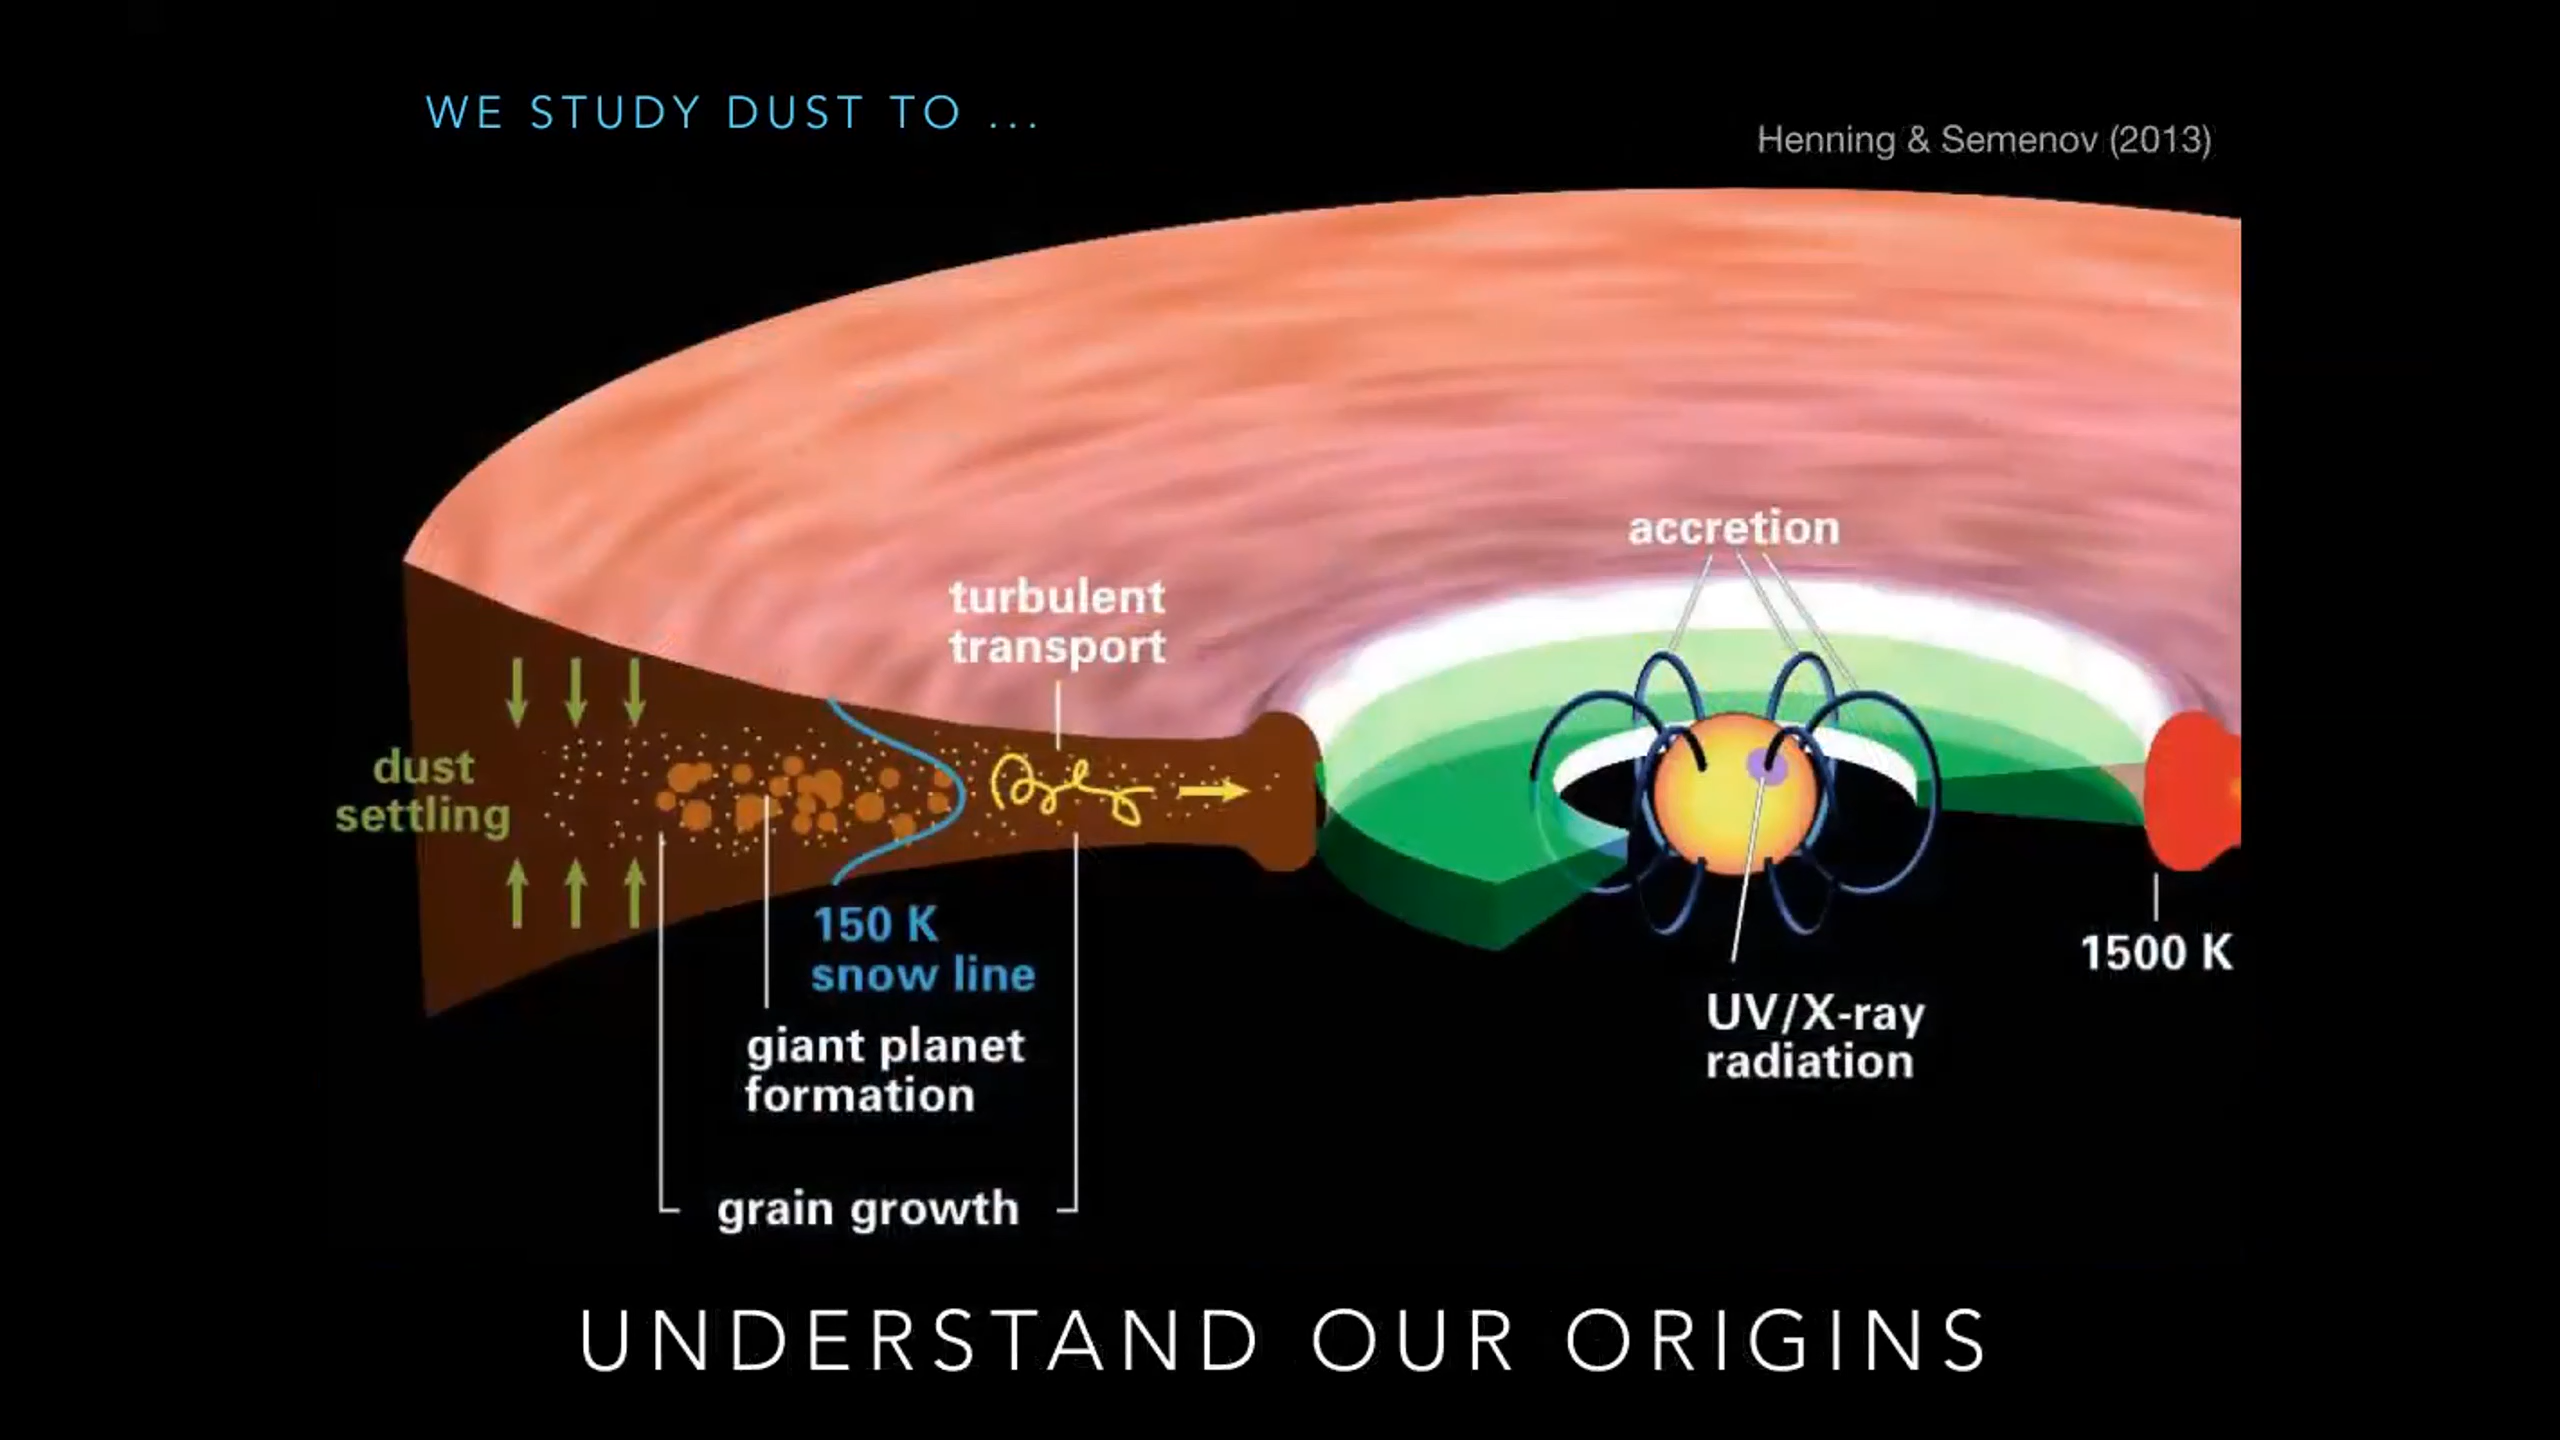 WE STUDY DUST TO ...
Henning & Semenov (2013)
accretion
turbulent
transport
dust
settling
150 K
snow line
1500 K
giant planet
formation
UV/X-ray
radiation
grain growth
UNDERSTAND OUR ORIGINS